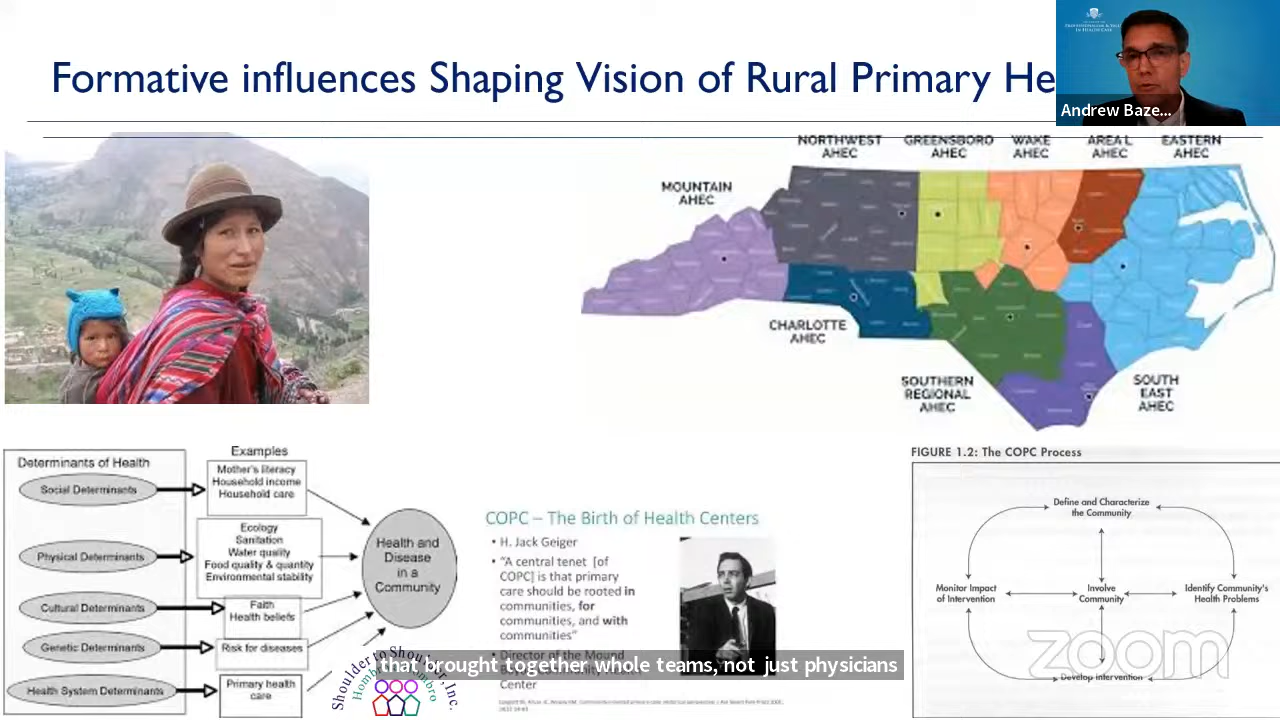 Formative influences Shaping Vision of Rural Primary He
Andrew Baze...
NORTHWEST
AHEC
GREENSBORO
AHEC
WAKE
AHEC
AREA L
AHEC
EASTERN
AHEC
MOUNTAIN
AHEC
CHARLOTTE
AHEC
SOUTHERN
REGIONAL
AHEC
SOUTH
EAST
AHEC
Determinants of Health
Examples
Social Determinants
Mother's literacy
Household income
Household care
Physical Determinants
Ecology
Sanitation
Water quality
Food quality & quantity
Environmental stability
Cultural Determinants
Faith
Health beliefs
Genetic Determinants
Risk for diseases
Health System Determinants
Primary health
care
Health and
Disease
in a
Community
Shoulder to Shoulder, Inc.
Hombro Hombro
COPC – The Birth of Health Centers
• H. Jack Geiger
• "A central tenet [of
COPC] is that primary
care should be rooted in
communities, for
communities, and with
communities"
• Director of the Mound
Center
that brought together whole teams, not just physicians
FIGURE 1.2: The COPC Process
Define and Characterize
the Community
Monitor Impact
of Intervention
Involve
Community
Identify Community's
Health Problems
Develop Intervention
zoom